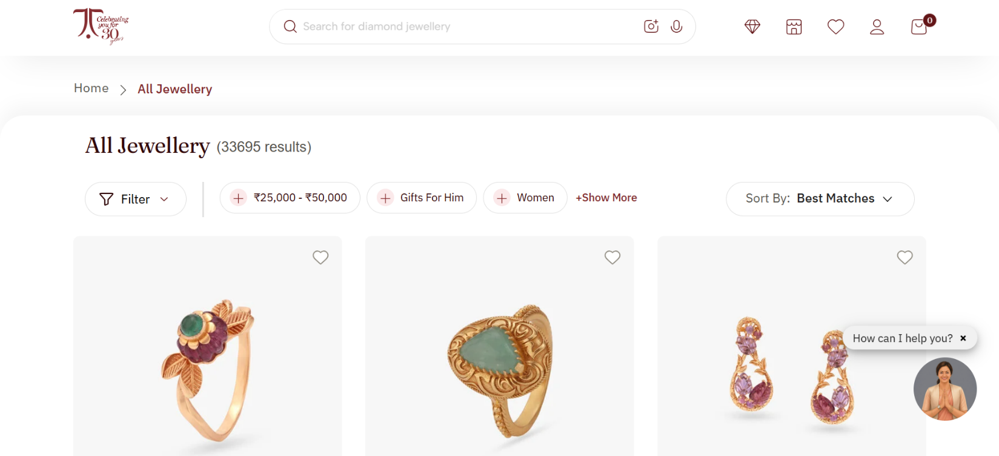 Celebrating
you for
30
years
Search for diamond jewellery
0
Home
All Jewellery
All Jewellery (33695 results)
Filter
₹25,000 - ₹50,000
Gifts For Him
Women
+Show More
Sort By: Best Matches
How can I help you? ×